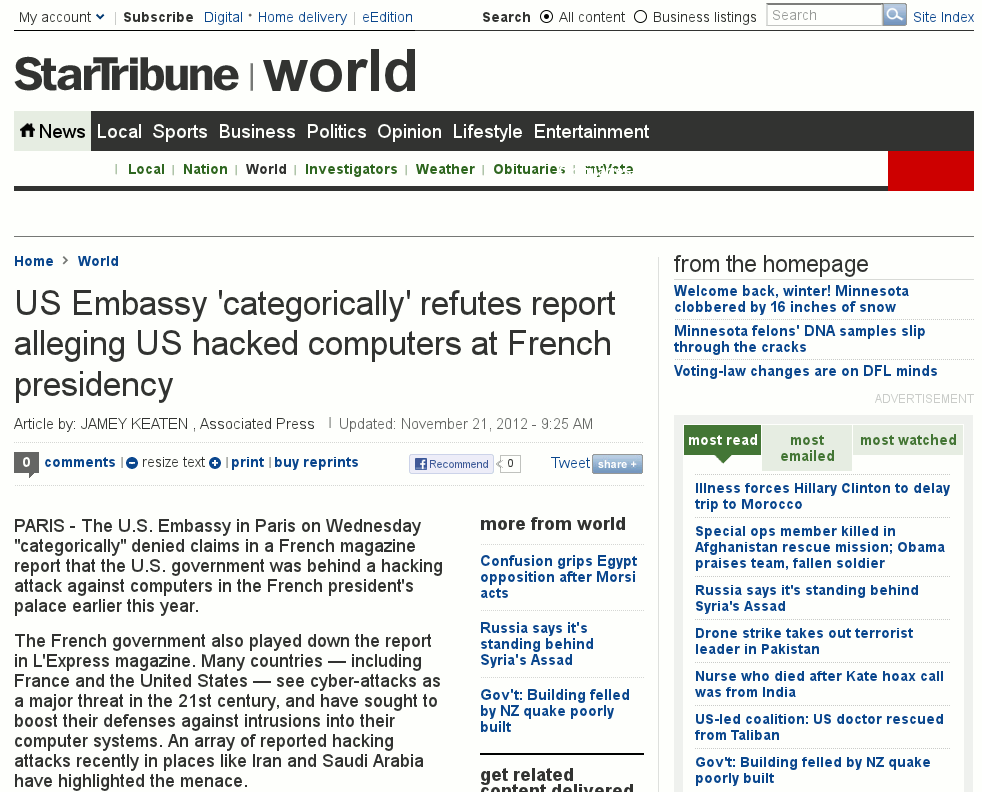 My account
Subscribe Digital · Home delivery | eEdition
Search All content Business listings Search Site Index
StarTribune | world
News Local Sports Business Politics Opinion Lifestyle Entertainment
Local | Nation | World | Investigators | Weather | Obituaries
Home > World
US Embassy 'categorically' refutes report
alleging US hacked computers at French
presidency
Article by: JAMEY KEATEN , Associated Press | Updated: November 21, 2012 - 9:25 AM
0 comments | resize text | print | buy reprints
Recommend 0 Tweet share +
PARIS - The U.S. Embassy in Paris on Wednesday
"categorically" denied claims in a French magazine
report that the U.S. government was behind a hacking
attack against computers in the French president's
palace earlier this year.
The French government also played down the report
in L'Express magazine. Many countries — including
France and the United States — see cyber-attacks as
a major threat in the 21st century, and have sought to
boost their defenses against intrusions into their
computer systems. An array of reported hacking
attacks recently in places like Iran and Saudi Arabia
have highlighted the menace.
more from world
Confusion grips Egypt
opposition after Morsi
acts
Russia says it's
standing behind
Syria's Assad
Gov't: Building felled
by NZ quake poorly
built
get related
content delivered
from the homepage
Welcome back, winter! Minnesota
clobbered by 16 inches of snow
Minnesota felons' DNA samples slip
through the cracks
Voting-law changes are on DFL minds
ADVERTISEMENT
most read
most
emailed
most watched
Illness forces Hillary Clinton to delay
trip to Morocco
Special ops member killed in
Afghanistan rescue mission; Obama
praises team, fallen soldier
Russia says it's standing behind
Syria's Assad
Drone strike takes out terrorist
leader in Pakistan
Nurse who died after Kate hoax call
was from India
US-led coalition: US doctor rescued
from Taliban
Gov't: Building felled by NZ quake
poorly built